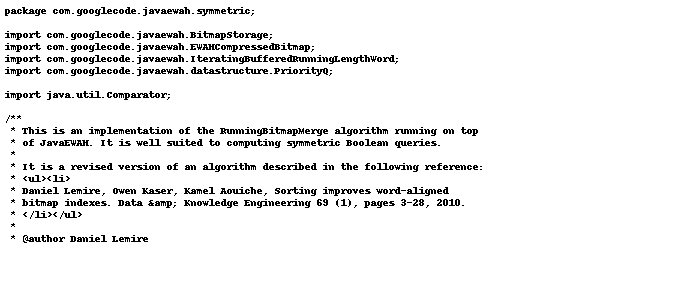 package com.googlecode.javaewah.symmetric;

import com.googlecode.javaewah.BitmapStorage;
import com.googlecode.javaewah.EWAHCompressedBitmap;
import com.googlecode.javaewah.IteratingBufferedRunningLengthWord;
import com.googlecode.javaewah.datastructure.PriorityQ;

import java.util.Comparator;

/**
 * This is an implementation of the RunningBitmapMerge algorithm running on top
 * of JavaEWAH. It is well suited to computing symmetric Boolean queries.
 *
 * It is a revised version of an algorithm described in the following reference:
 * <ul><li>
 * Daniel Lemire, Owen Kaser, Kamel Aouiche, Sorting improves word-aligned
 * bitmap indexes. Data &amp; Knowledge Engineering 69 (1), pages 3-28, 2010.
 * </li></ul>
 *
 * @author Daniel Lemire